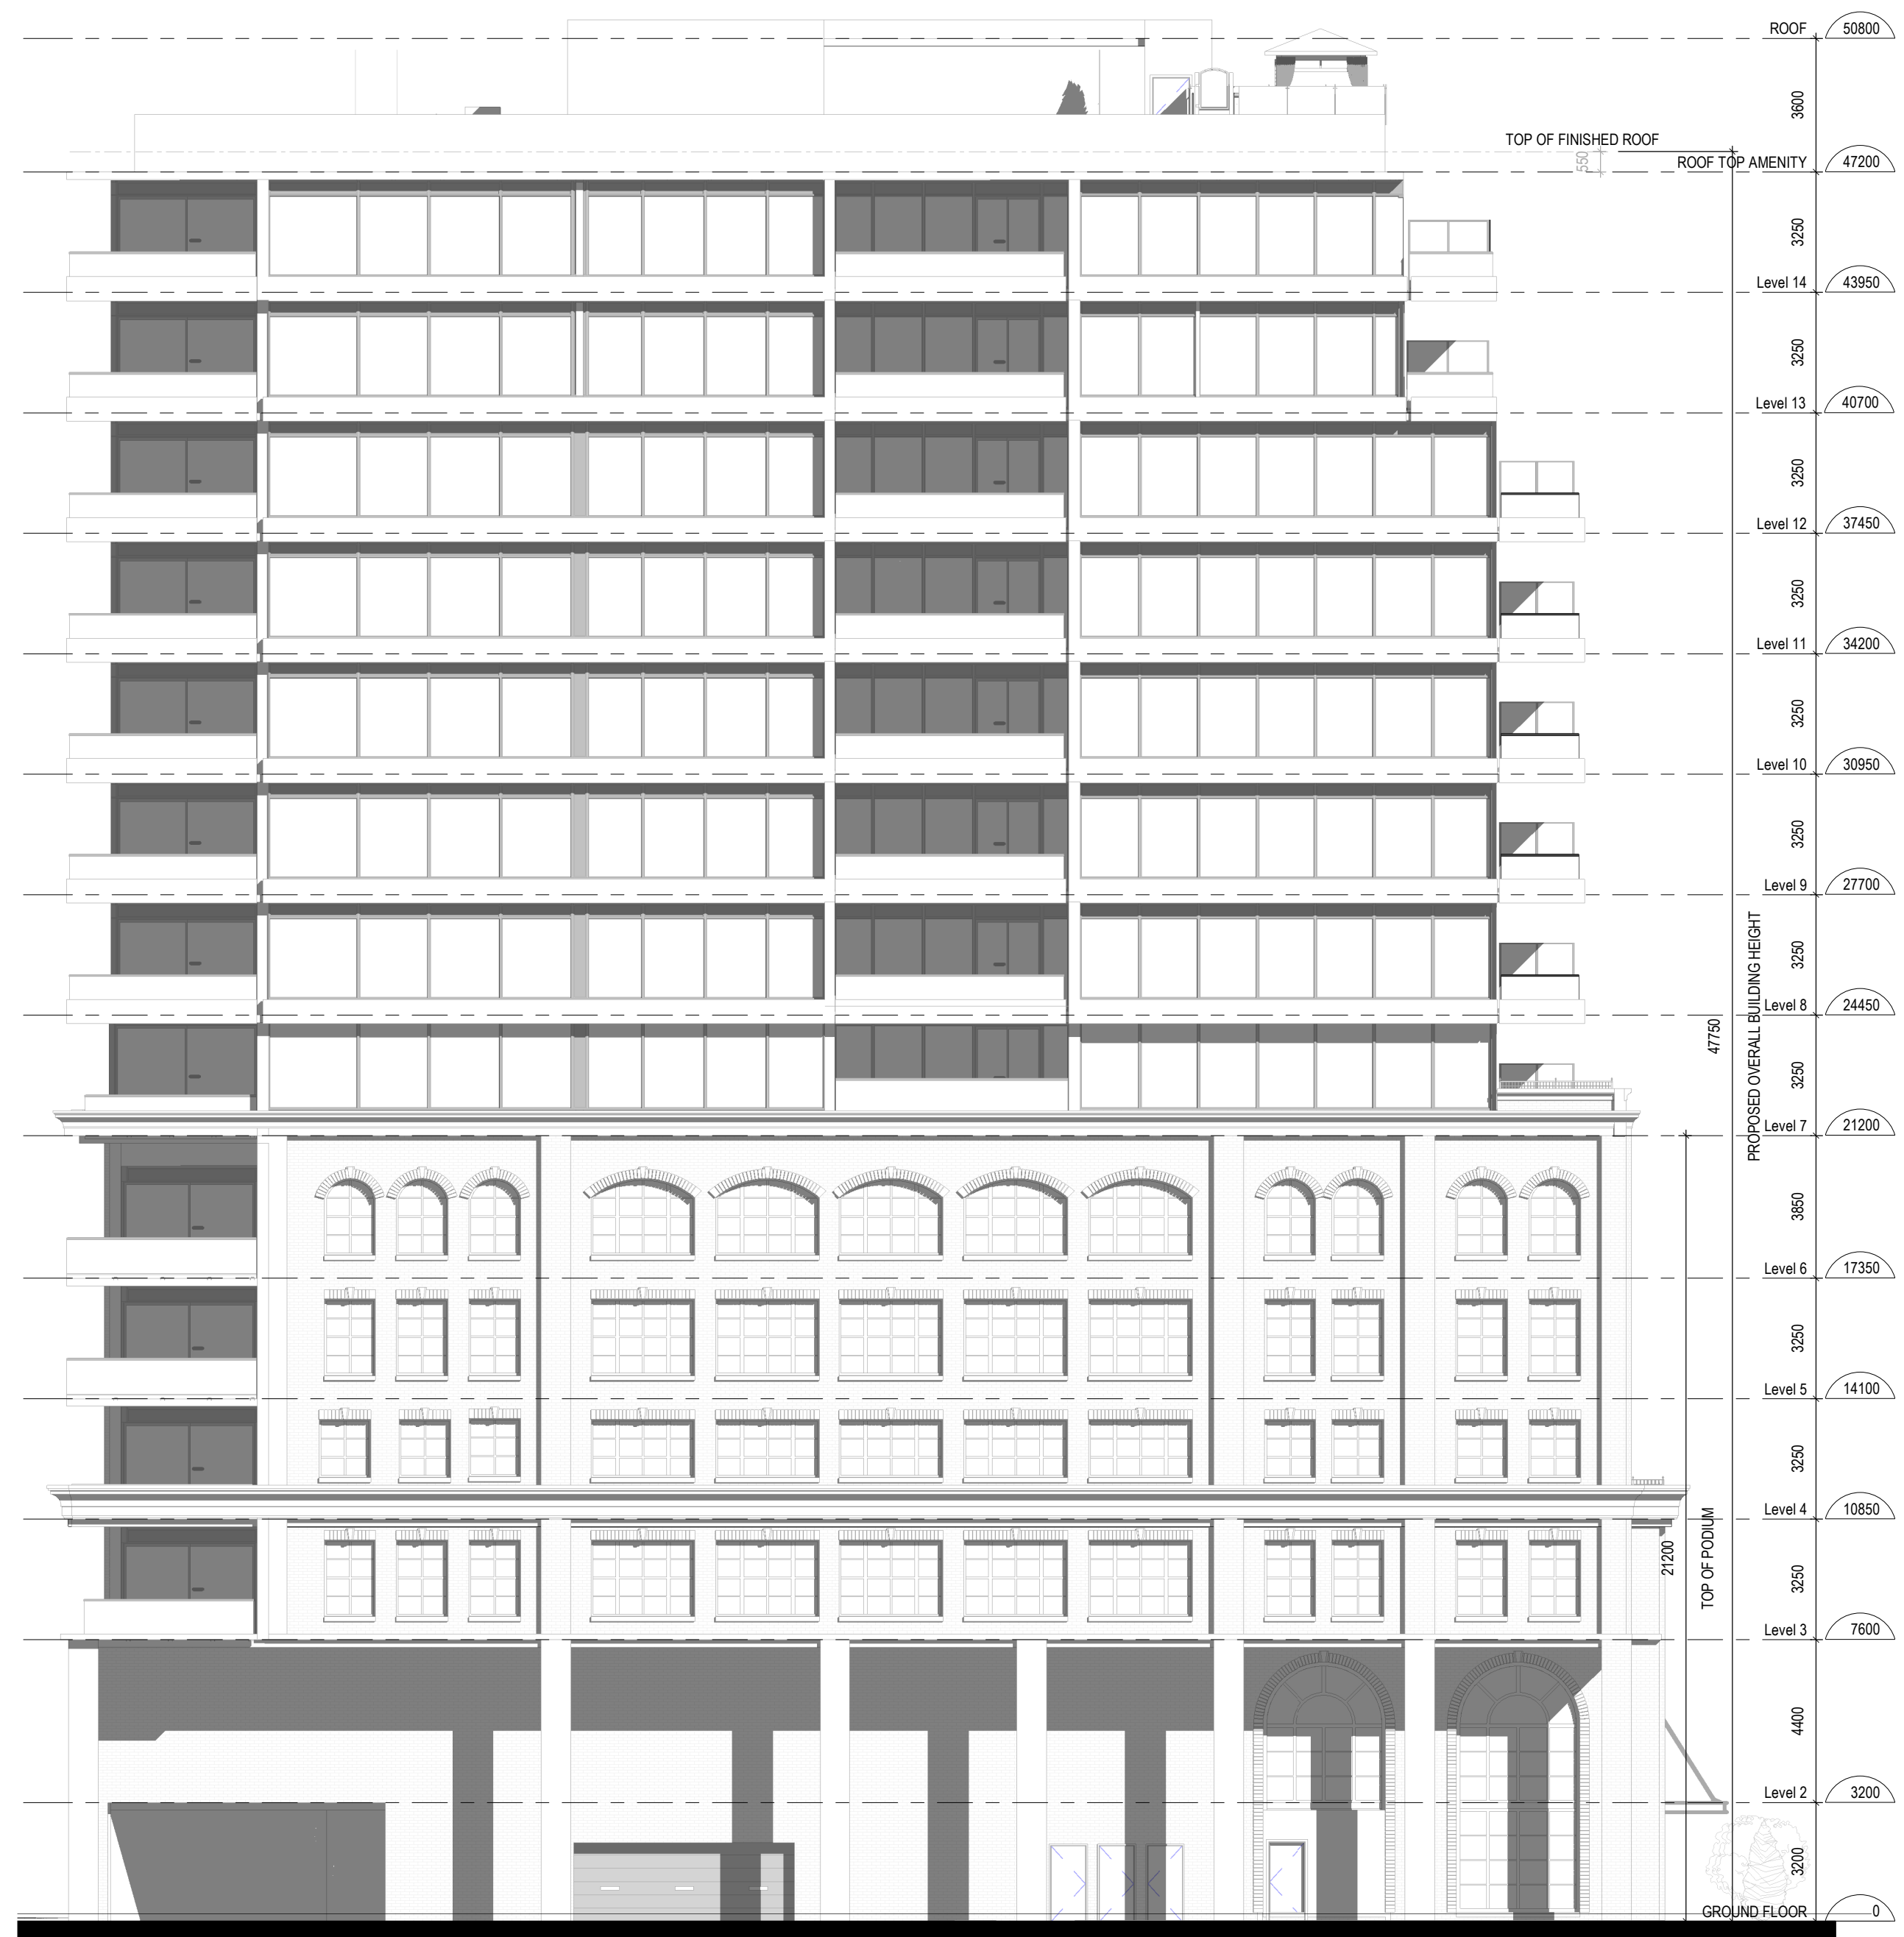 ROOF 50800
3600
TOP OF FINISHED ROOF
550
ROOF TOP AMENITY 47200
3250
Level 14 43950
3250
Level 13 40700
3250
Level 12 37450
3250
Level 11 34200
3250
Level 10 30950
3250
Level 9 27700
3250
Level 8 24450
47750
PROPOSED OVERALL BUILDING HEIGHT
3250
Level 7 21200
3850
Level 6 17350
3250
Level 5 14100
3250
Level 4 10850
21200
TOP OF PODIUM
3250
Level 3 7600
4400
Level 2 3200
3200
GROUND FLOOR 0